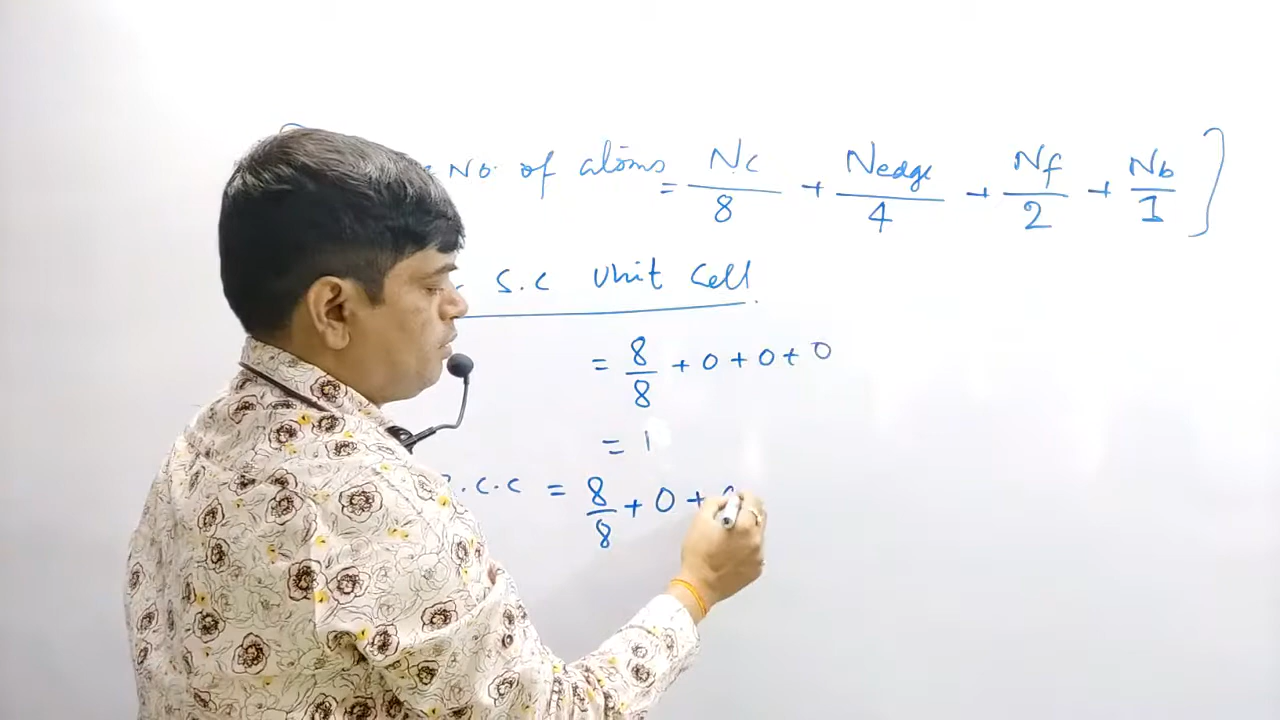 No. of atoms = Nc/8 + Nedge/4 + Nf/2 + Nb/1 ]
S.C Unit Cell
= 8/8 + 0 + 0 + 0
= 1
.C.C = 8/8 + 0 +